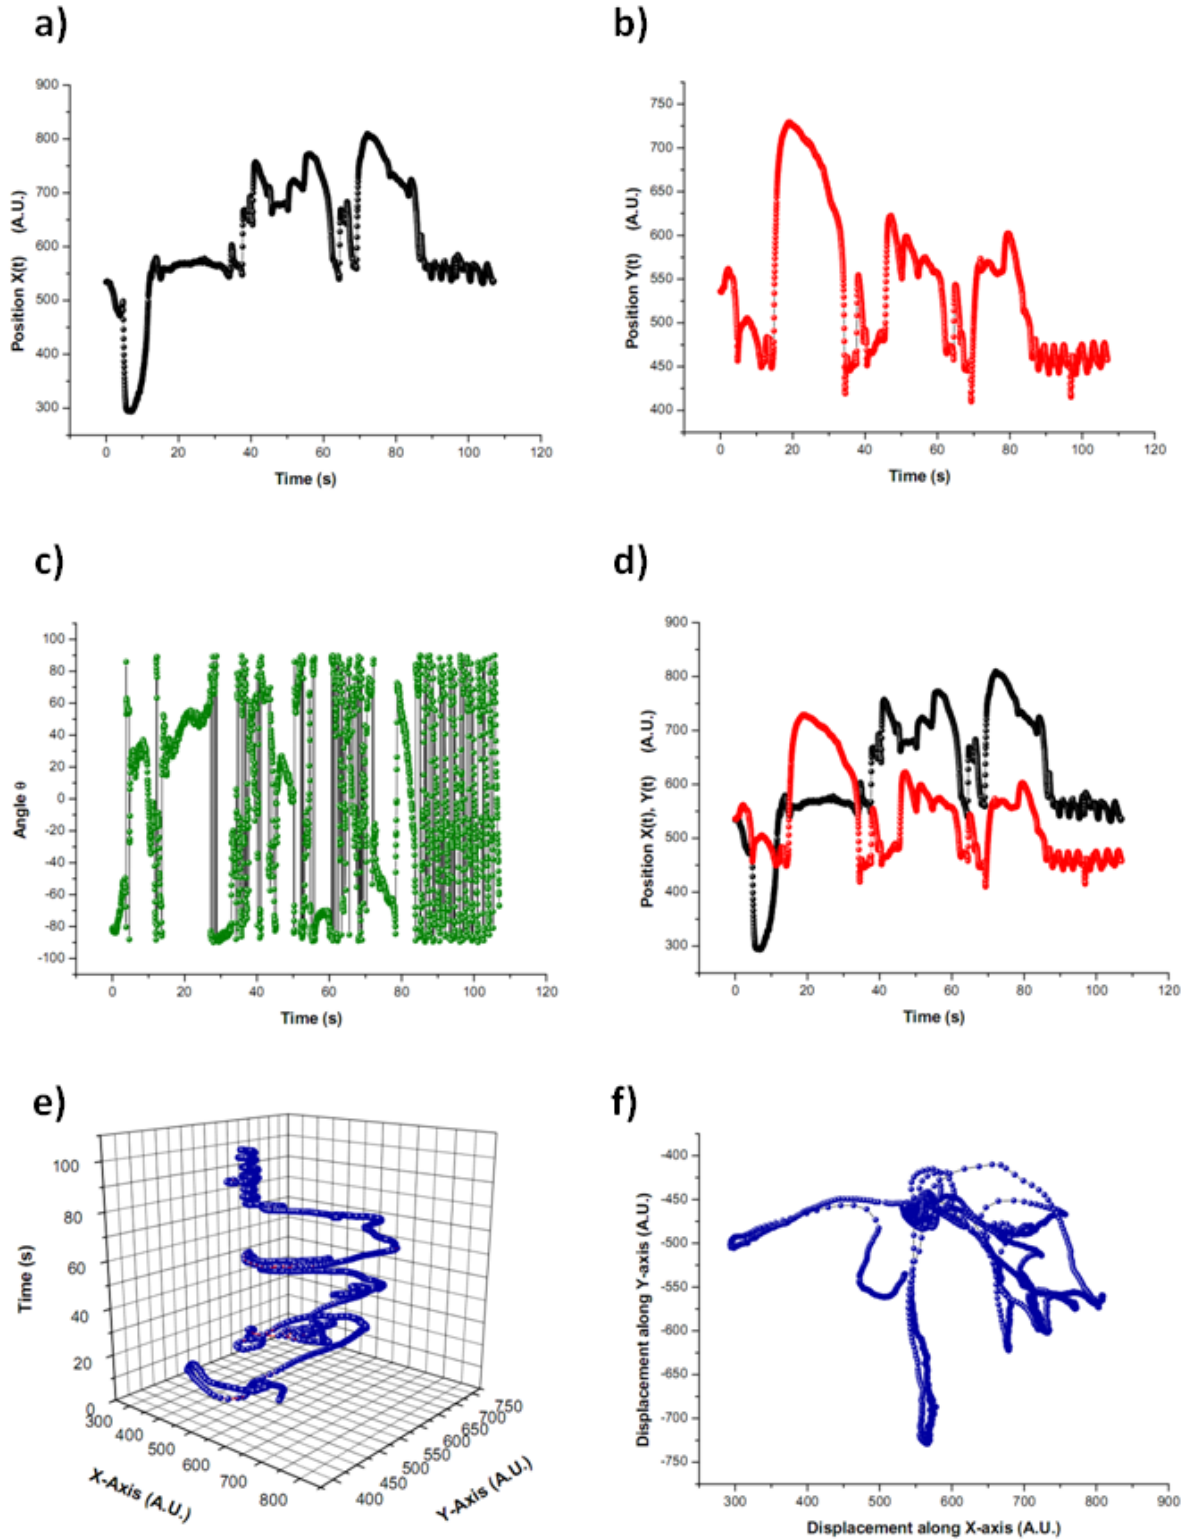 a)
900
800
700
600
500
400
300
0 20 40 60 80 100 120
Position X(t) (A.U.)
Time (s)
b)
750
700
650
600
550
500
450
400
0 20 40 60 80 100 120
Position Y(t) (A.U.)
Time (s)
c)
100
80
60
40
20
0
-20
-40
-60
-80
-100
0 20 40 60 80 100 120
Angle θ
Time (s)
d)
900
800
700
600
500
400
300
0 20 40 60 80 100 120
Position X(t), Y(t) (A.U.)
Time (s)
e)
100
80
60
40
20
0
Time (s)
300 400 500 600 700 800
X-Axis (A.U.)
400 450 500 550 600 650 700 750
Y-Axis (A.U.)
f)
-400
-450
-500
-550
-600
-650
-700
-750
300 400 500 600 700 800 900
Displacement along Y-axis (A.U.)
Displacement along X-axis (A.U.)